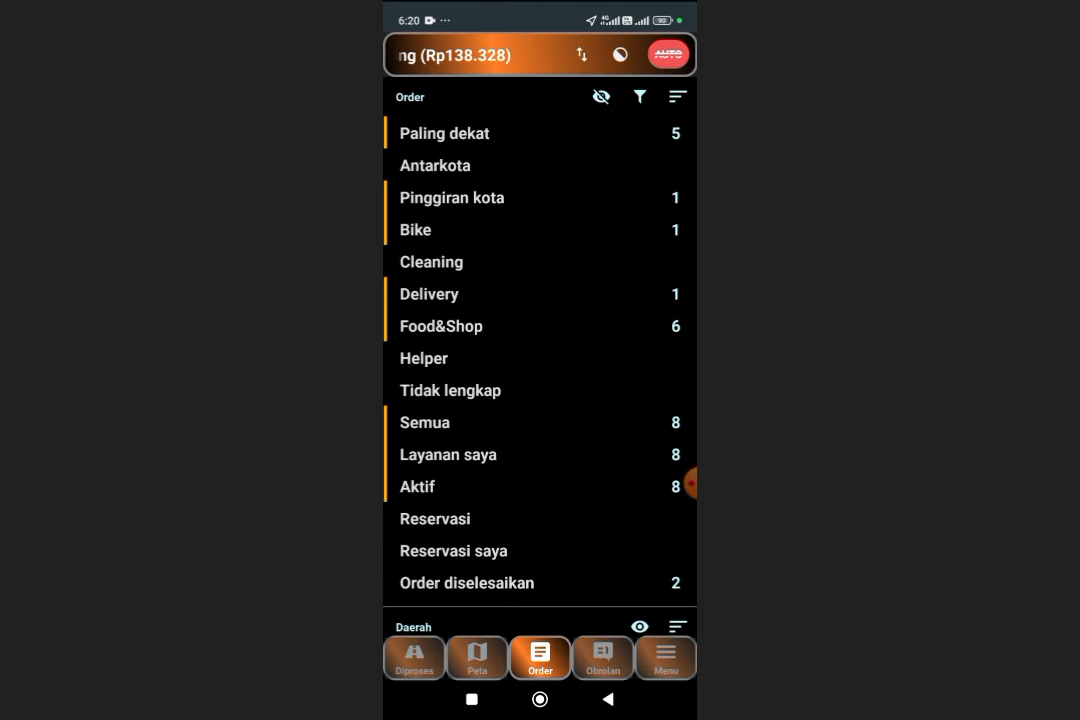 6:20 ...
4G 90
ng (Rp138.328) AUTO
Order
Paling dekat 5
Antarkota
Pinggiran kota 1
Bike 1
Cleaning
Delivery 1
Food&Shop 6
Helper
Tidak lengkap
Semua 8
Layanan saya 8
Aktif 8
Reservasi
Reservasi saya
Order diselesaikan 2
Daerah
Diproses Peta Order Obrolan Menu